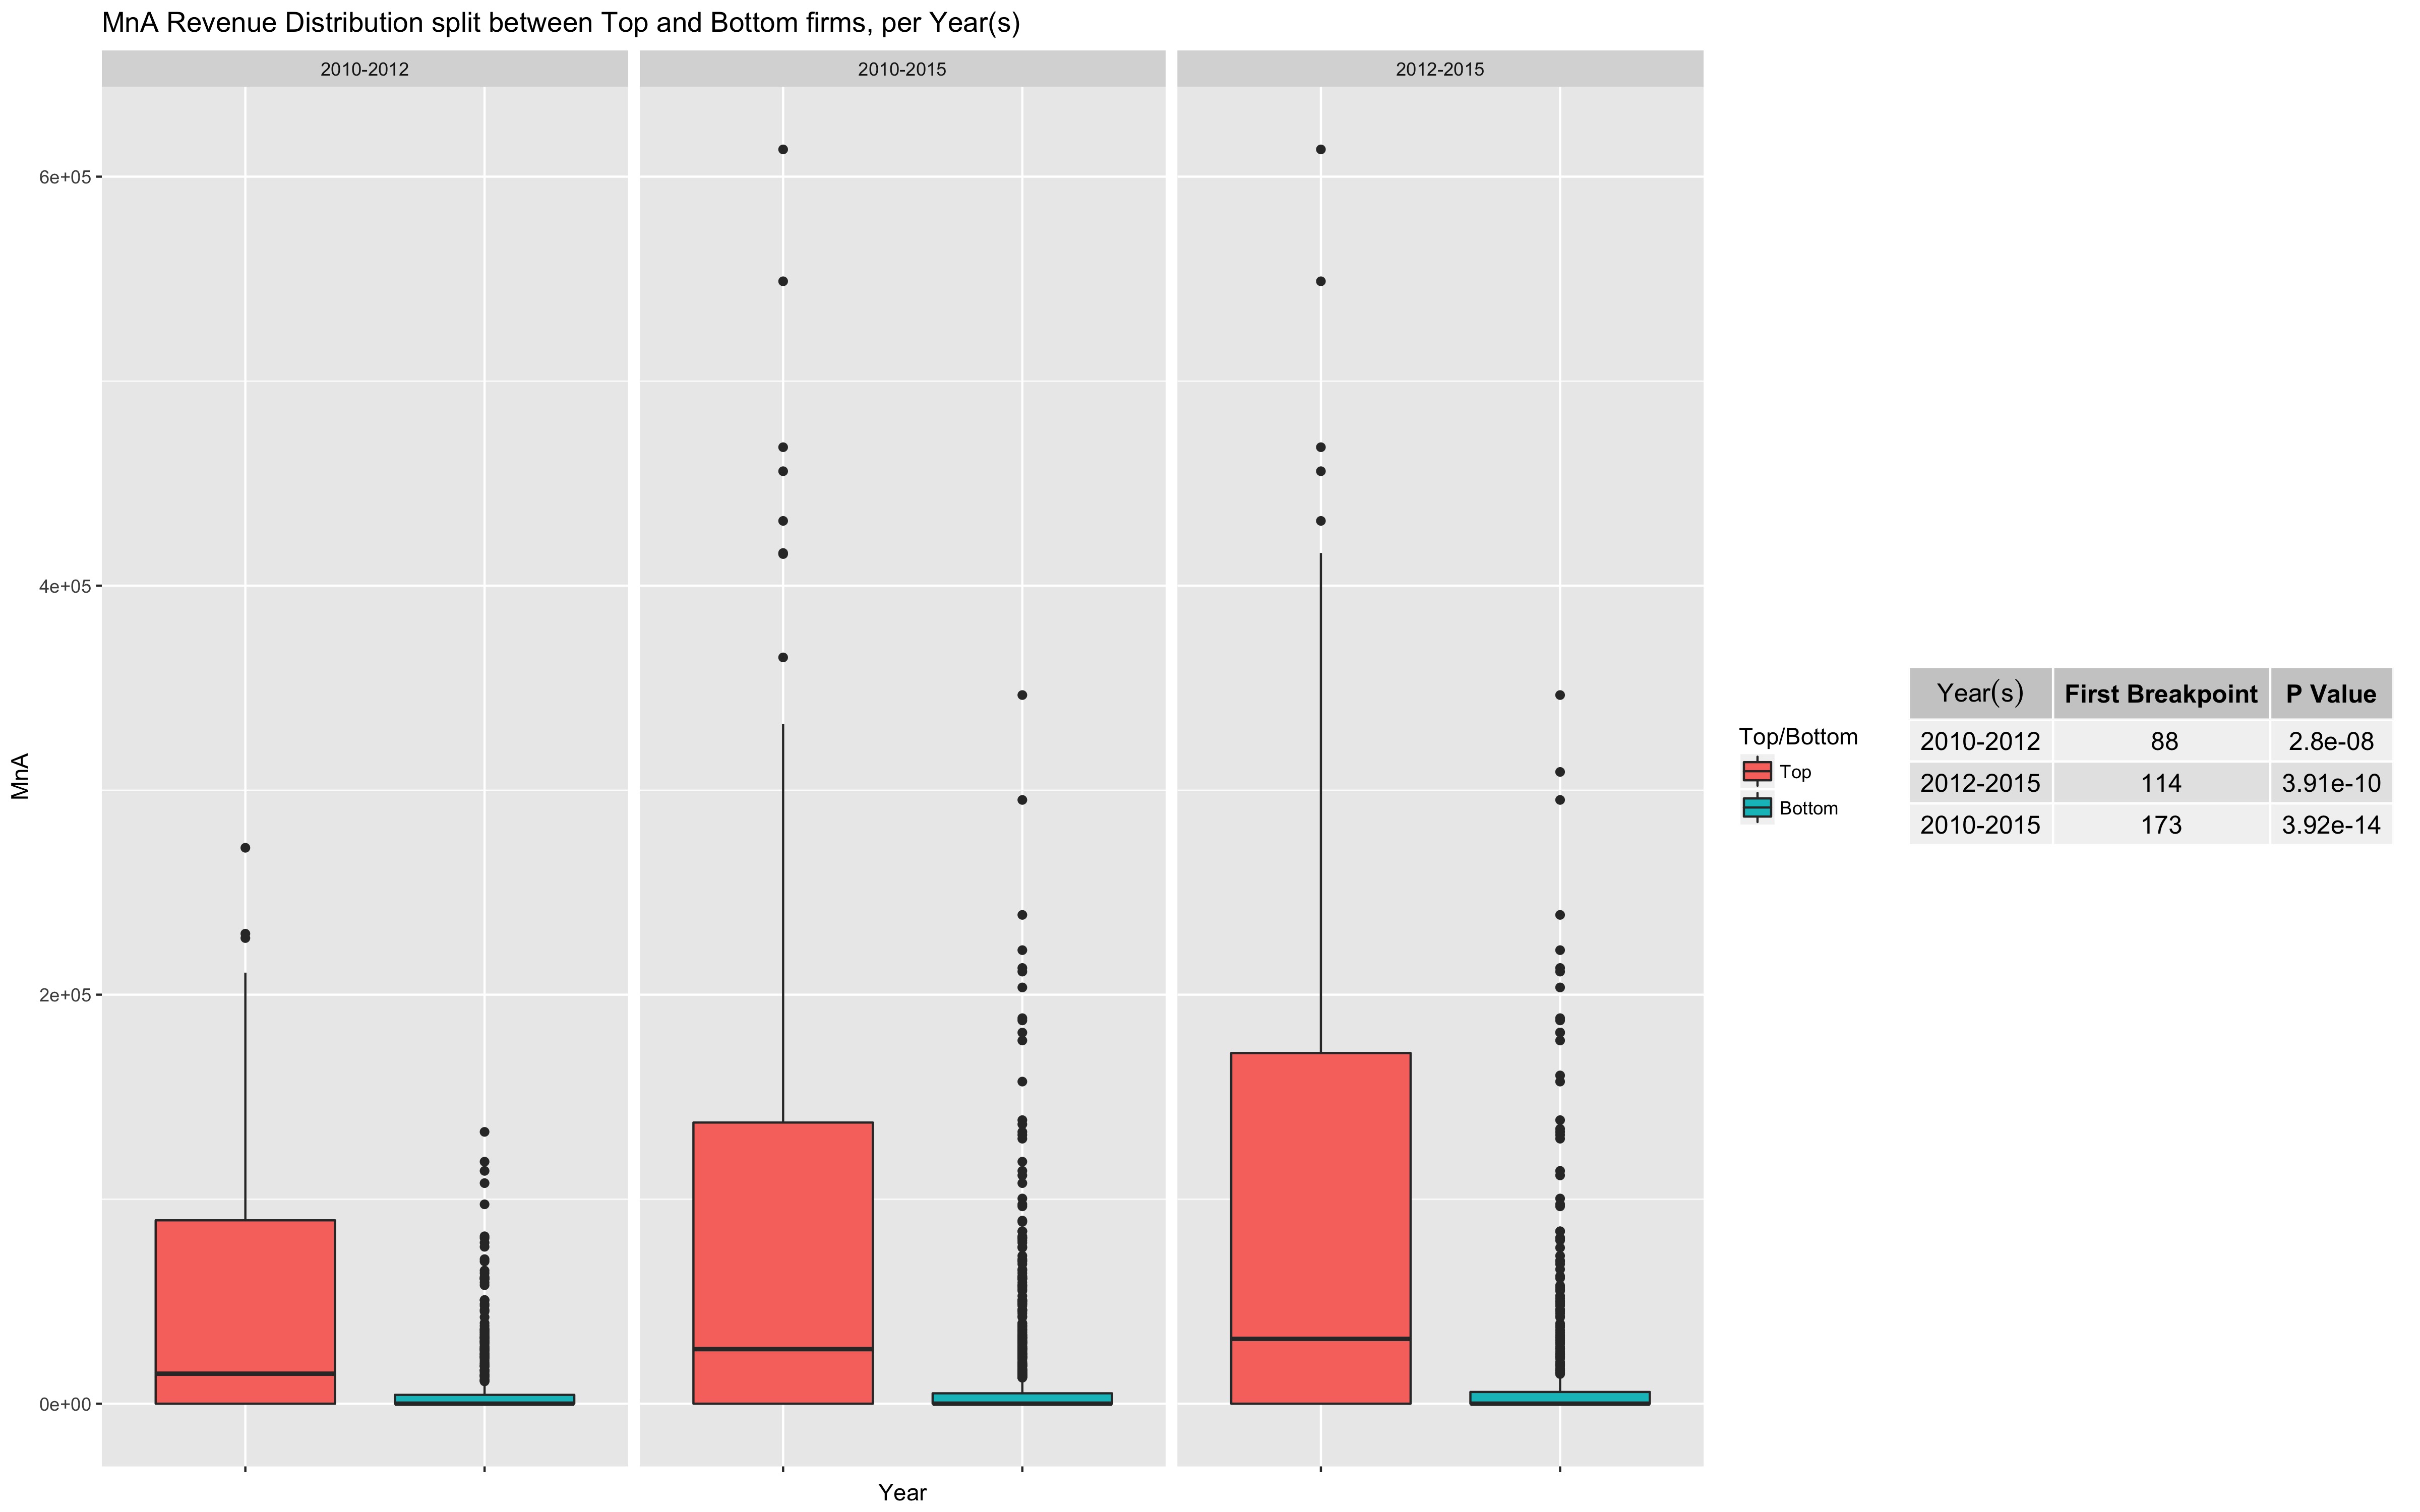 MnA Revenue Distribution split between Top and Bottom firms, per Year(s)
2010-2012 2010-2015 2012-2015
6e+05
4e+05
2e+05
0e+00
MnA
Year
Top/Bottom
Top
Bottom
Year(s) First Breakpoint P Value
2010-2012 88 2.8e-08
2012-2015 114 3.91e-10
2010-2015 173 3.92e-14